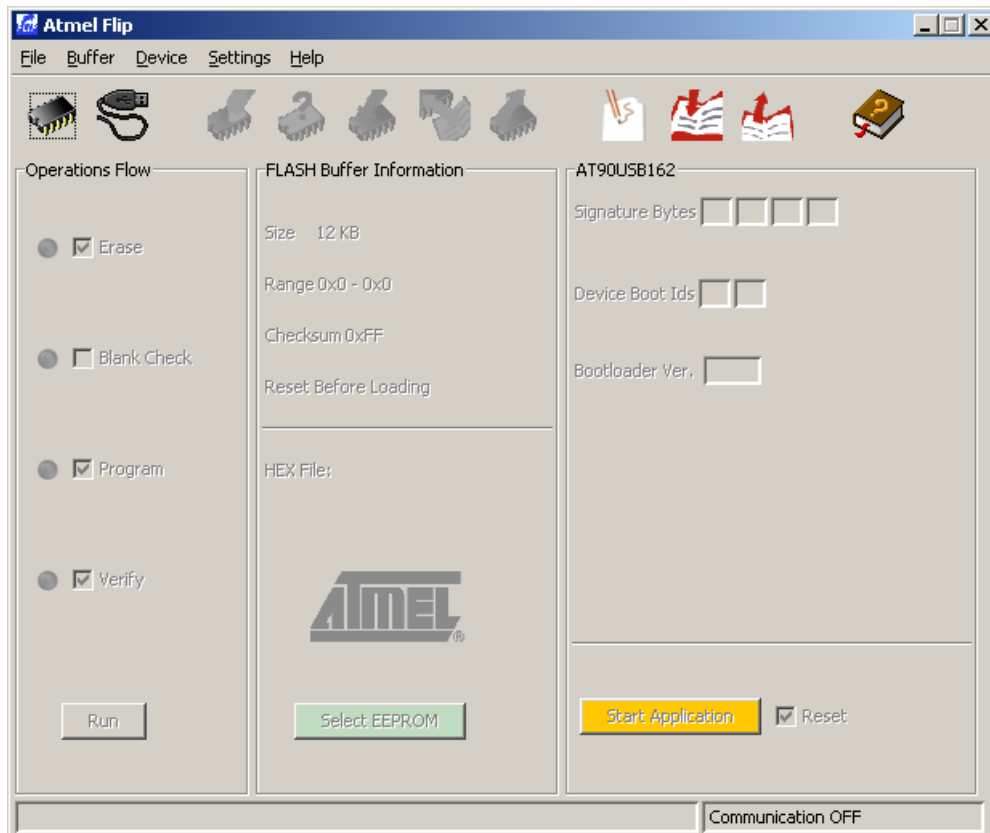 Atmel Flip
File Buffer Device Settings Help
Operations Flow
Erase
Blank Check
Program
Verify
Run
FLASH Buffer Information
Size 12 KB
Range 0x0 - 0x0
Checksum 0xFF
Reset Before Loading
HEX File:
ATMEL®
Select EEPROM
AT90USB162
Signature Bytes
Device Boot Ids
Bootloader Ver.
Start Application
Reset
Communication OFF